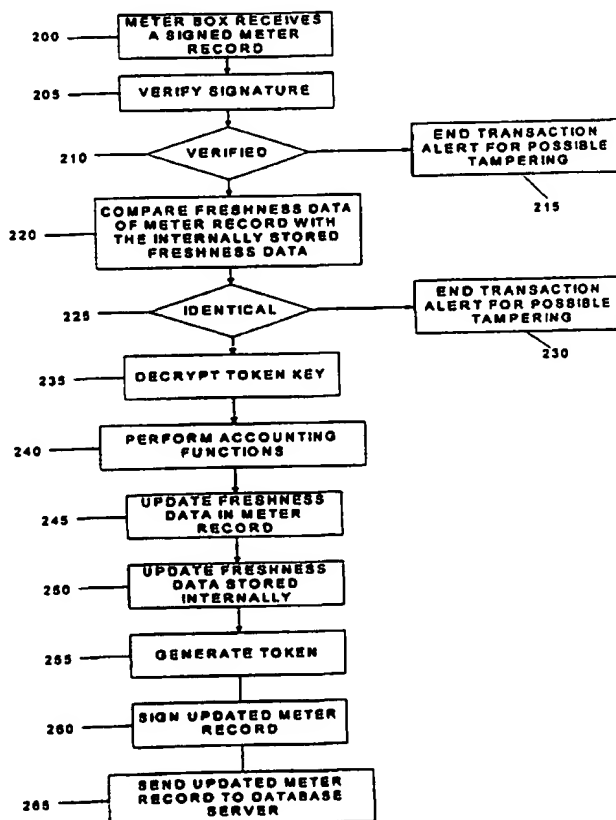 200
METER BOX RECEIVES
A SIGNED METER
RECORD
205
VERIFY SIGNATURE
210
VERIFIED
END TRANSACTION
ALERT FOR POSSIBLE
TAMPERING
215
220
COMPARE FRESHNESS DATA
OF METER RECORD WITH
THE INTERNALLY STORED
FRESHNESS DATA
225
IDENTICAL
END TRANSACTION
ALERT FOR POSSIBLE
TAMPERING
230
235
DECRYPT TOKEN KEY
240
PERFORM ACCOUNTING
FUNCTIONS
245
UPDATE FRESHNESS
DATA IN METER
RECORD
250
UPDATE FRESHNESS
DATA STORED
INTERNALLY
255
GENERATE TOKEN
260
SIGN UPDATED METER
RECORD
265
SEND UPDATED METER
RECORD TO DATABASE
SERVER